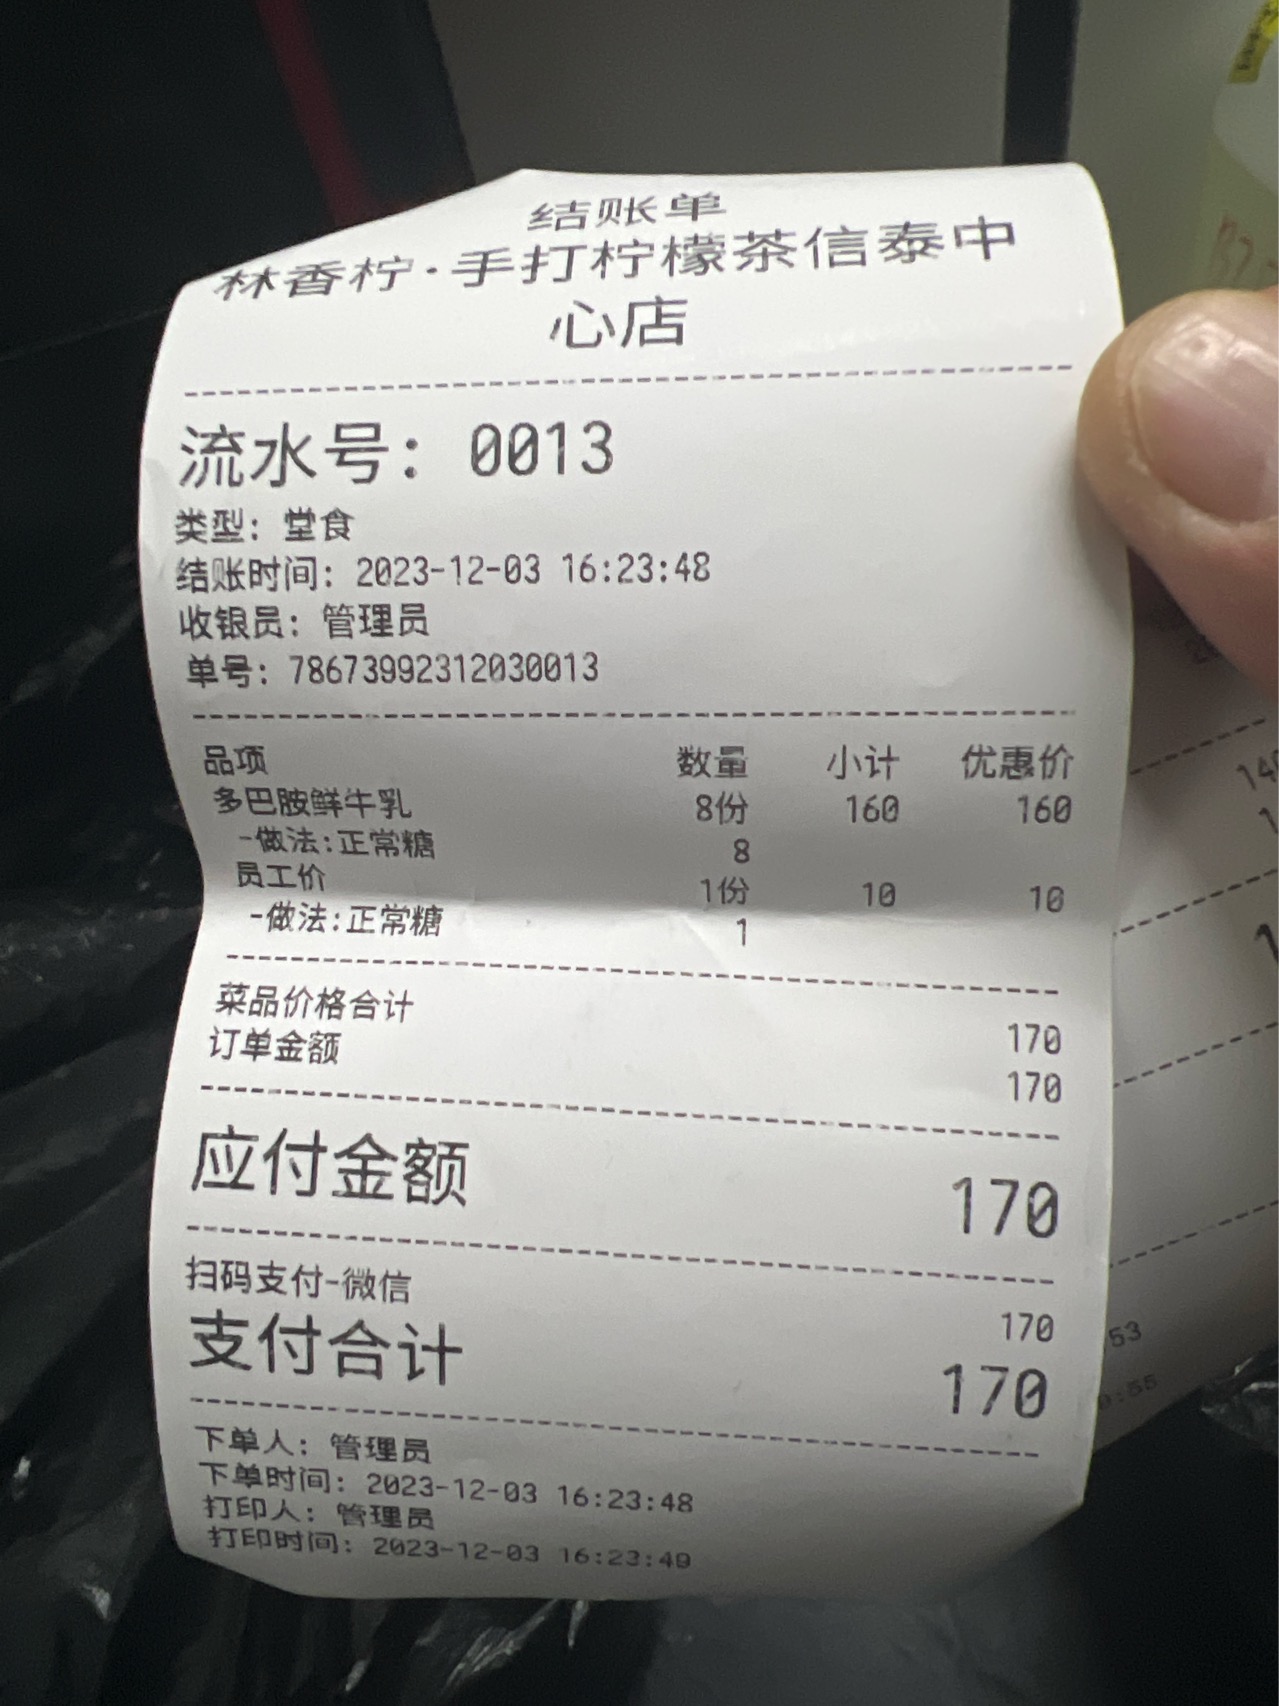 结账单
林香柠·手打柠檬茶信泰中
心店
流水号: 0013
类型: 堂食
结账时间: 2023-12-03 16:23:48
收银员: 管理员
单号: 78673992312030013
品项 数量 小计 优惠价
多巴胺鲜牛乳 8份 160 160
-做法:正常糖 8
员工价 1份 10 10
-做法:正常糖 1
菜品价格合计 170
订单金额 170
应付金额 170
扫码支付-微信 170
支付合计 170
下单人: 管理员
下单时间: 2023-12-03 16:23:48
打印人: 管理员
打印时间: 2023-12-03 16:23:49
53
:55